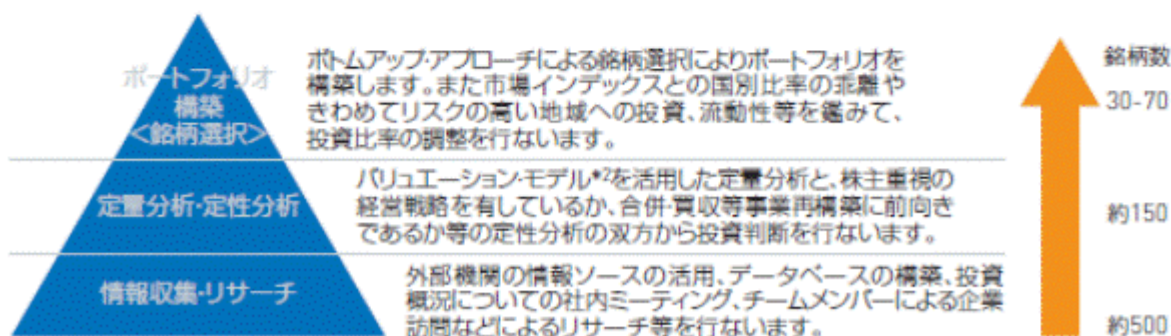 ポートフォリオ
構築
<銘柄選択>
ボトムアップ・アプローチによる銘柄選択によりポートフォリオを
構築します。また市場インデックスとの国別比率の乖離や
きわめてリスクの高い地域への投資、流動性等を鑑みて、
投資比率の調整を行ないます。
銘柄数
30-70
定量分析・定性分析
バリュエーション・モデル*2を活用した定量分析と、株主重視の
経営戦略を有しているか、合併・買収等事業再構築に前向き
であるか等の定性分析の双方から投資判断を行ないます。
約150
情報収集・リサーチ
外部機関の情報ソースの活用、データベースの構築、投資
概況についての社内ミーティング、チームメンバーによる企業
訪問などによるリサーチ等を行ないます。
約500